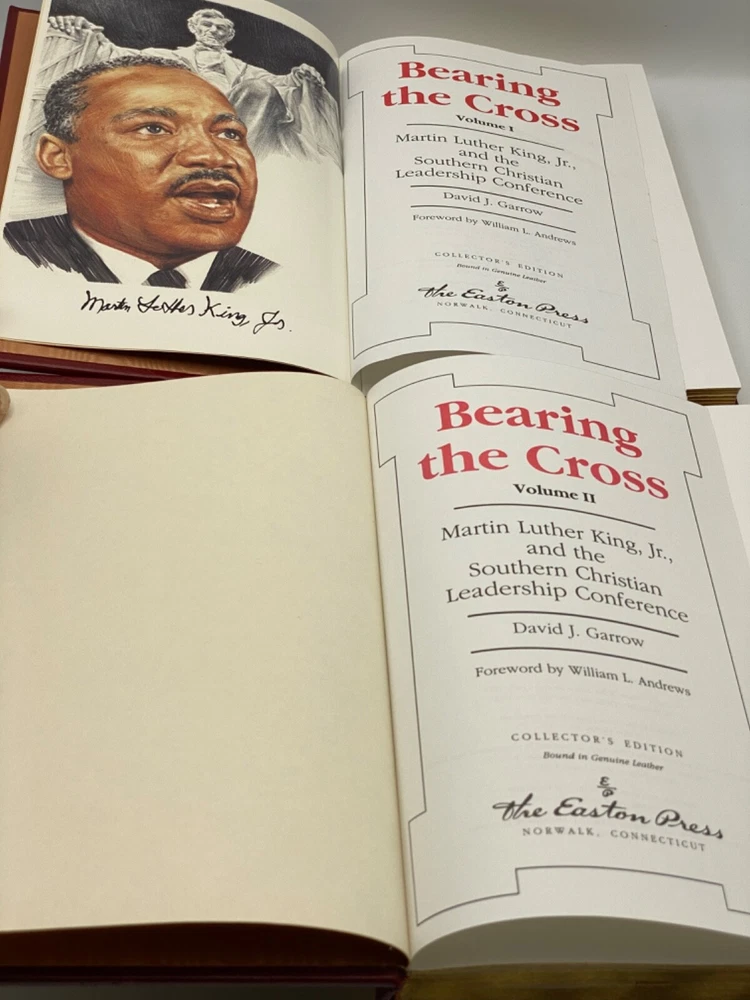 Martin Luther King, Jr.
Bearing
the Cross
Volume I
Martin Luther King, Jr.,
and the
Southern Christian
Leadership Conference
David J. Garrow
Foreword by William L. Andrews
COLLECTOR'S EDITION
Bound in Genuine Leather
E
P
The Easton Press
NORWALK, CONNECTICUT
Bearing
the Cross
Volume II
Martin Luther King, Jr.,
and the
Southern Christian
Leadership Conference
David J. Garrow
Foreword by William L. Andrews
COLLECTOR'S EDITION
Bound in Genuine Leather
E
P
The Easton Press
NORWALK, CONNECTICUT